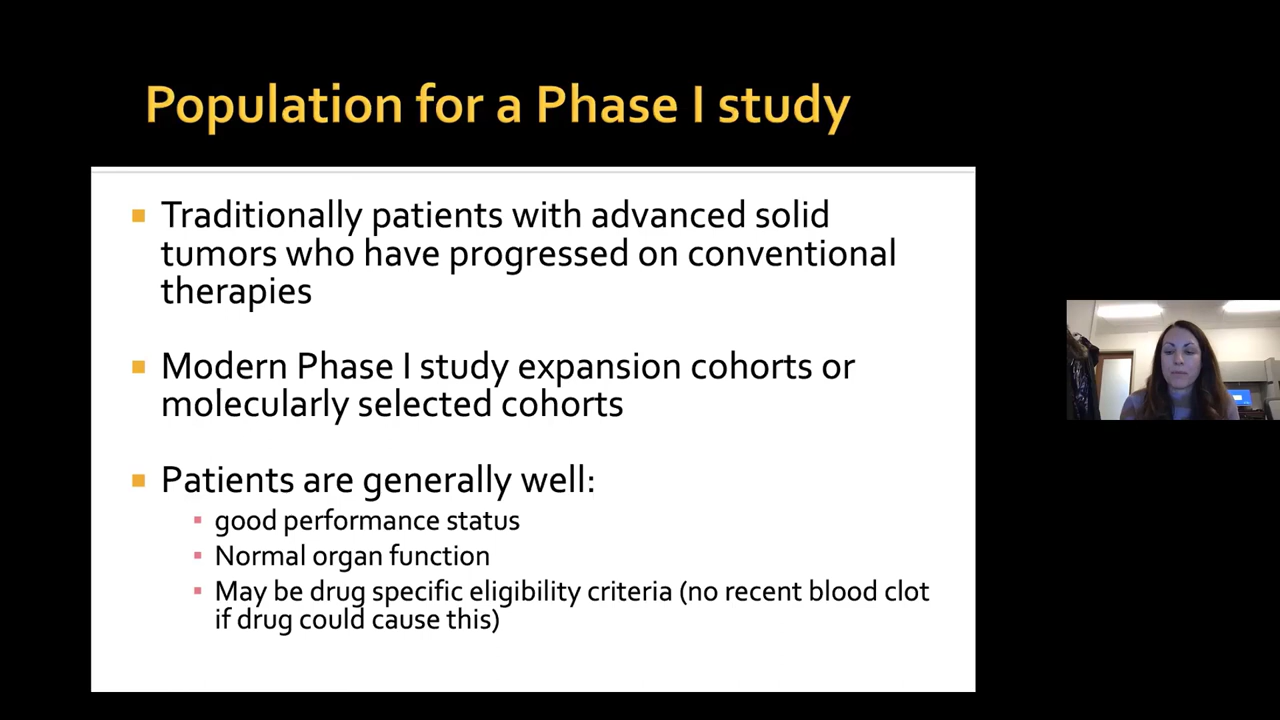 Population for a Phase I study
Traditionally patients with advanced solid
tumors who have progressed on conventional
therapies
Modern Phase I study expansion cohorts or
molecularly selected cohorts
Patients are generally well:
good performance status
Normal organ function
May be drug specific eligibility criteria (no recent blood clot
if drug could cause this)